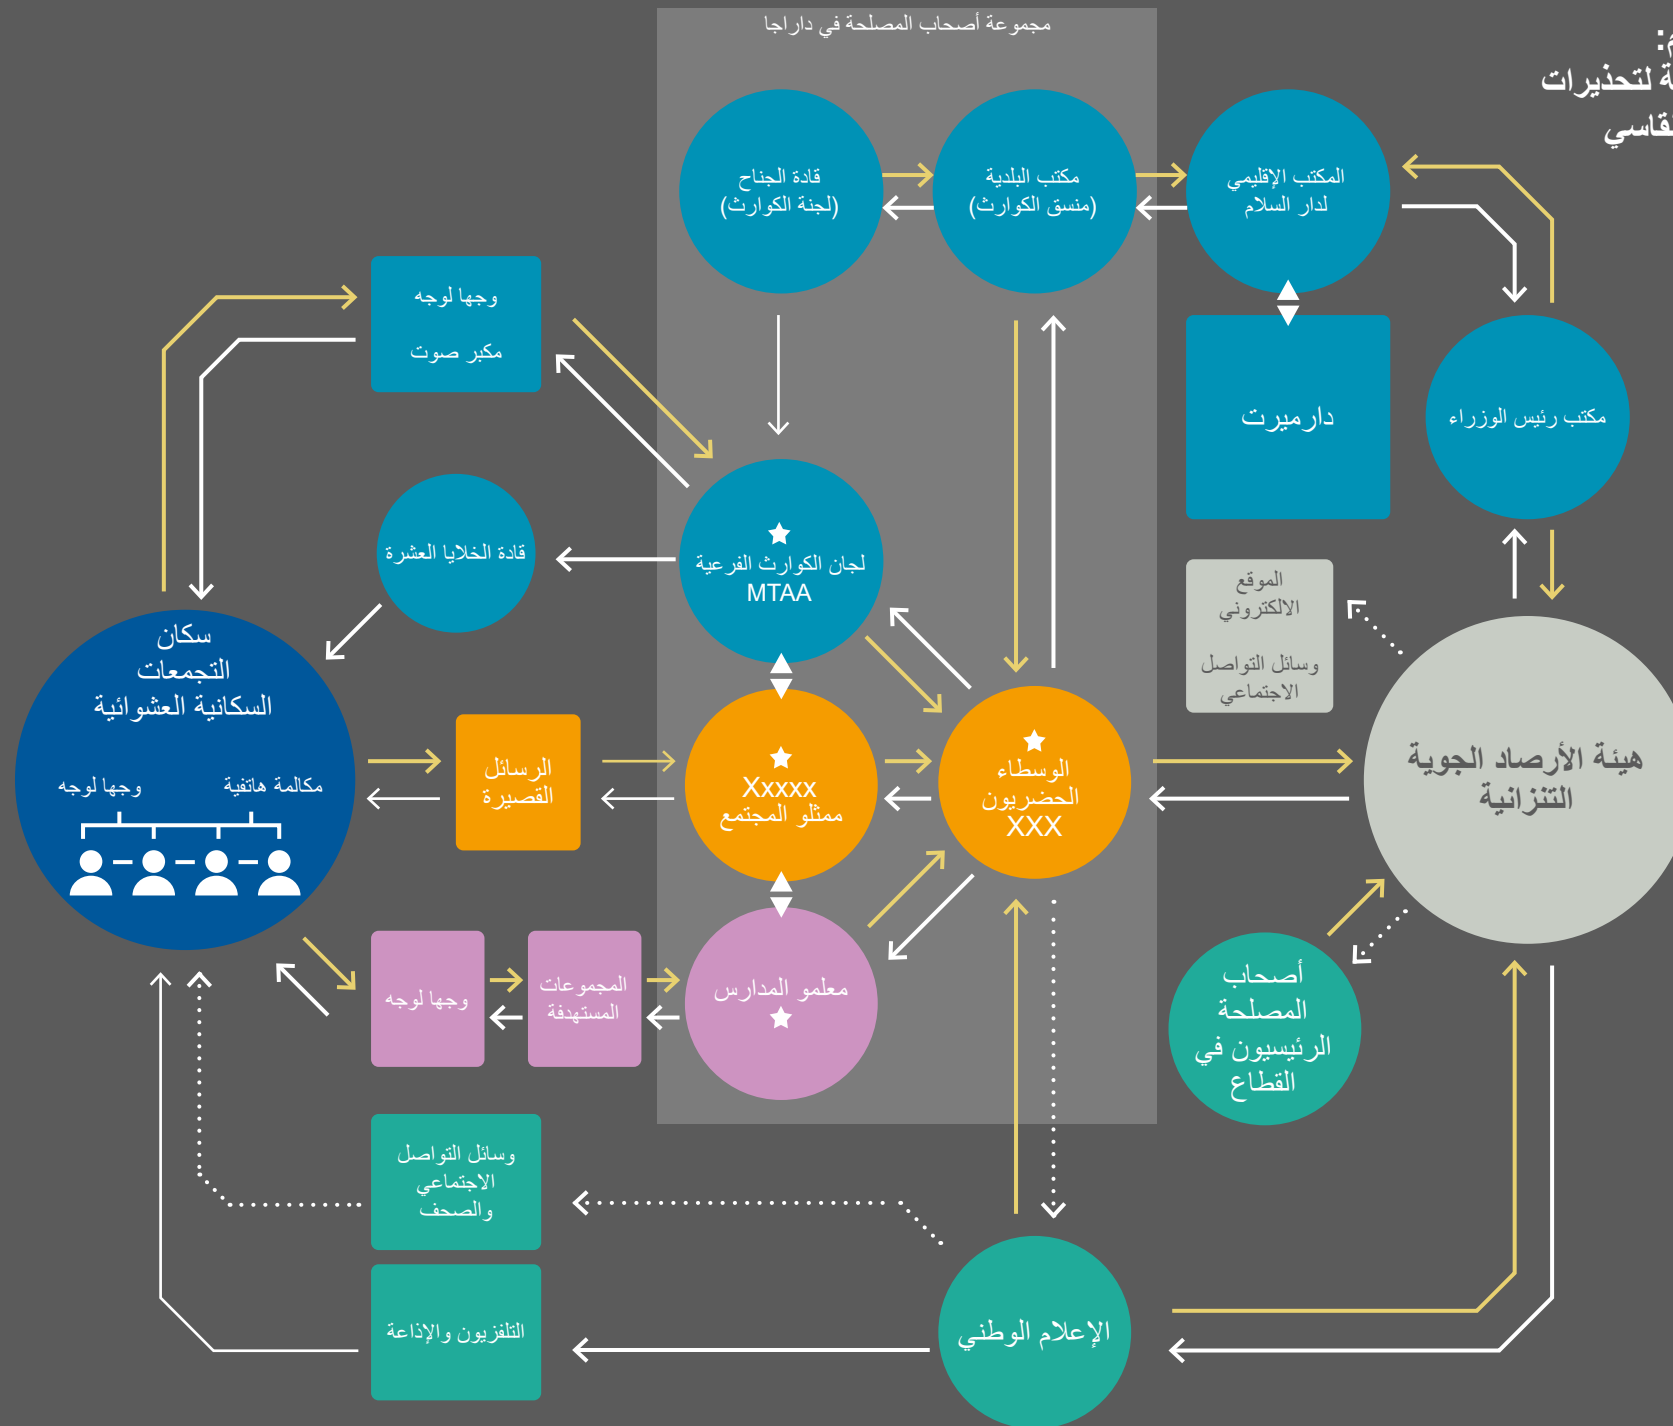 مجموعة أصحاب المصلحة في داراجا
لتحذيرات
المكتب الإقليمي
لدار السلام
مكتب البلدية
(منسق الكوارث)
قادة الجناح
(لجنة الكوارث)
وجها لوجه
مكبر صوت
دارميرت
مكتب رئيس الوزراء
لجان الكوارث الفرعية
MTAA
قادة الخلايا العشرة
الموقع
الالكتروني
وسائل التواصل
الاجتماعي
سكان
التجمعات
السكانية العشوائية
مكالمة هاتفية
وجها لوجه
الرسائل
القصيرة
Xxxxx
ممثلو المجتمع
الوسطاء
الحضريون
XXX
هيئة الأرصاد الجوية
التنزانية
معلمو المدارس
المجموعات
المستهدفة
وجها لوجه
أصحاب
المصلحة
الرئيسيون في
القطاع
وسائل التواصل
الاجتماعي
والصحف
التلفزيون والإذاعة
الإعلام الوطني